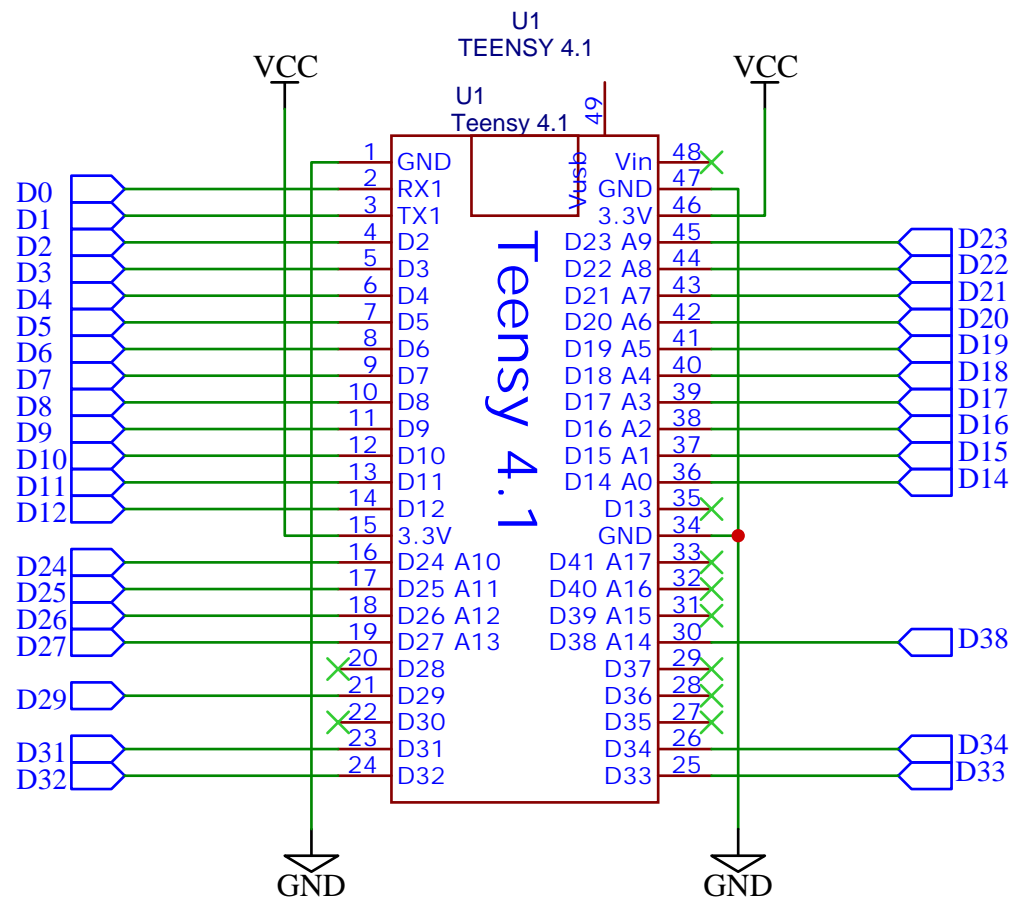 U1
TEENSY 4.1
VCC
VCC
U1
Teensy 4.1
49
Vusb
Teensy 4.1
1 GND
D0 2 RX1
D1 3 TX1
D2 4 D2
D3 5 D3
D4 6 D4
D5 7 D5
D6 8 D6
D7 9 D7
D8 10 D8
D9 11 D9
D10 12 D10
D11 13 D11
D12 14 D12
15 3.3V
D24 16 D24 A10
D25 17 D25 A11
D26 18 D26 A12
D27 19 D27 A13
20 D28
D29 21 D29
22 D30
D31 23 D31
D32 24 D32
Vin 48
GND 47
3.3V 46
D23 A9 45 D23
D22 A8 44 D22
D21 A7 43 D21
D20 A6 42 D20
D19 A5 41 D19
D18 A4 40 D18
D17 A3 39 D17
D16 A2 38 D16
D15 A1 37 D15
D14 A0 36 D14
D13 35
GND 34
D41 A17 33
D40 A16 32
D39 A15 31
D38 A14 30 D38
D37 29
D36 28
D35 27
D34 26 D34
D33 25 D33
GND
GND